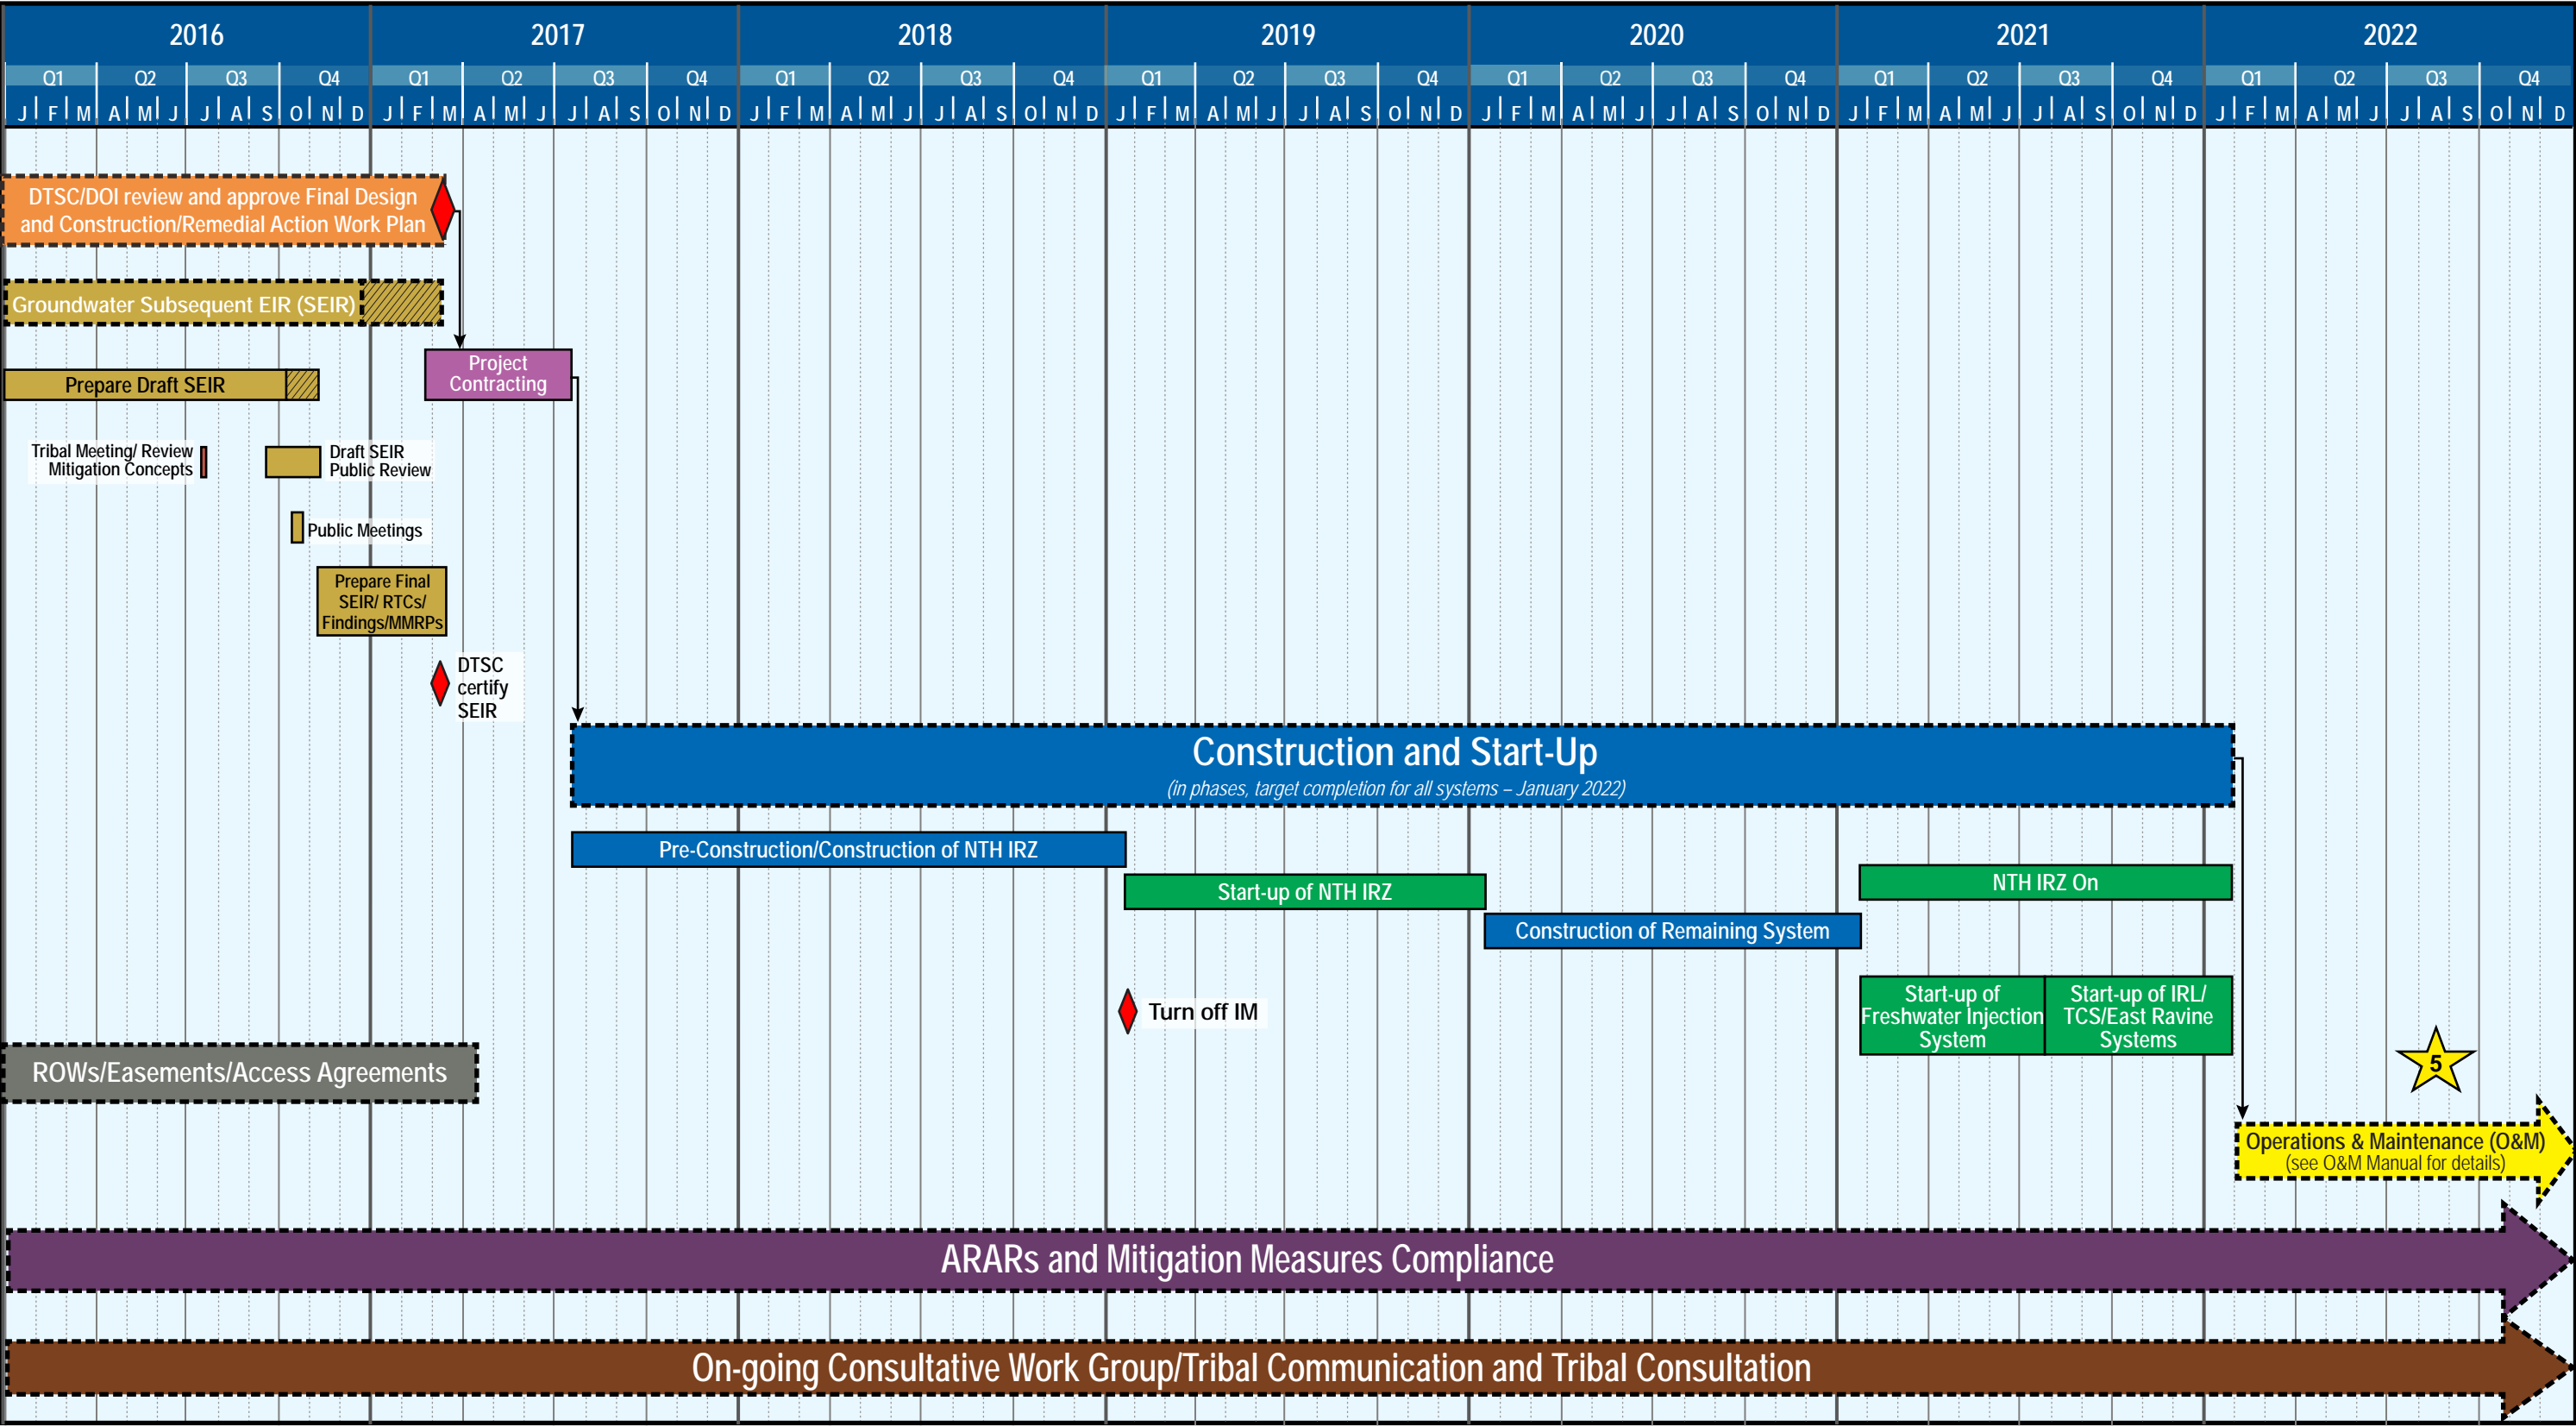 2016 2017 2018 2019 2020 2021 2022
Q1 Q2 Q3 Q4 Q1 Q2 Q3 Q4 Q1 Q2 Q3 Q4 Q1 Q2 Q3 Q4 Q1 Q2 Q3 Q4 Q1 Q2 Q3 Q4 Q1 Q2 Q3 Q4
J F M A M J J A S O N D J F M A M J J A S O N D J F M A M J J A S O N D J F M A M J J A S O N D J F M A M J J A S O N D J F M A M J J A S O N D J F M A M J J A S O N D
DTSC/DOI review and approve Final Design
and Construction/Remedial Action Work Plan
Groundwater Subsequent EIR (SEIR)
Project
Contracting
Prepare Draft SEIR
Tribal Meeting/ Review
Mitigation Concepts
Draft SEIR
Public Review
Public Meetings
Prepare Final
SEIR/ RTCs/
Findings/MMRPs
DTSC
certify
SEIR
Construction and Start-Up
(in phases, target completion for all systems – January 2022)
Pre-Construction/Construction of NTH IRZ
Start-up of NTH IRZ
NTH IRZ On
Construction of Remaining System
Turn off IM
Start-up of
Freshwater Injection
System
Start-up of IRL/
TCS/East Ravine
Systems
5
ROWs/Easements/Access Agreements
Operations & Maintenance (O&M)
(see O&M Manual for details)
ARARs and Mitigation Measures Compliance
On-going Consultative Work Group/Tribal Communication and Tribal Consultation